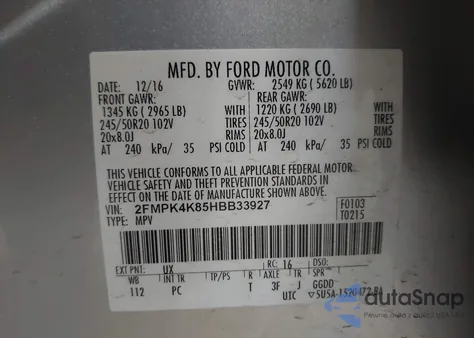 MFD. BY FORD MOTOR CO.
DATE: 12/16 GVWR: 2549 KG ( 5620 LB)
FRONT GAWR: REAR GAWR:
1345 KG ( 2965 LB) WITH 1220 KG ( 2690 LB) WITH
245/50R20 102V TIRES 245/50R20 102V TIRES
20x8.0J RIMS 20x8.0J RIMS
AT 240 kPa/ 35 PSI COLD AT 240 kPa/ 35 PSI COLD
THIS VEHICLE CONFORMS TO ALL APPLICABLE FEDERAL MOTOR
VEHICLE SAFETY AND THEFT PREVENTION STANDARDS IN
EFFECT ON THE DATE OF MANUFACTURE SHOWN ABOVE.
VIN: 2FMPK4K85HBB33927 F0103
TYPE: MPV T0215
EXT PNT: UX RC: 16 DSO:
WB INT TR TP/PS R AXLE TR SPR
112 PC T 3F J GGDD
UTC
autoSnap